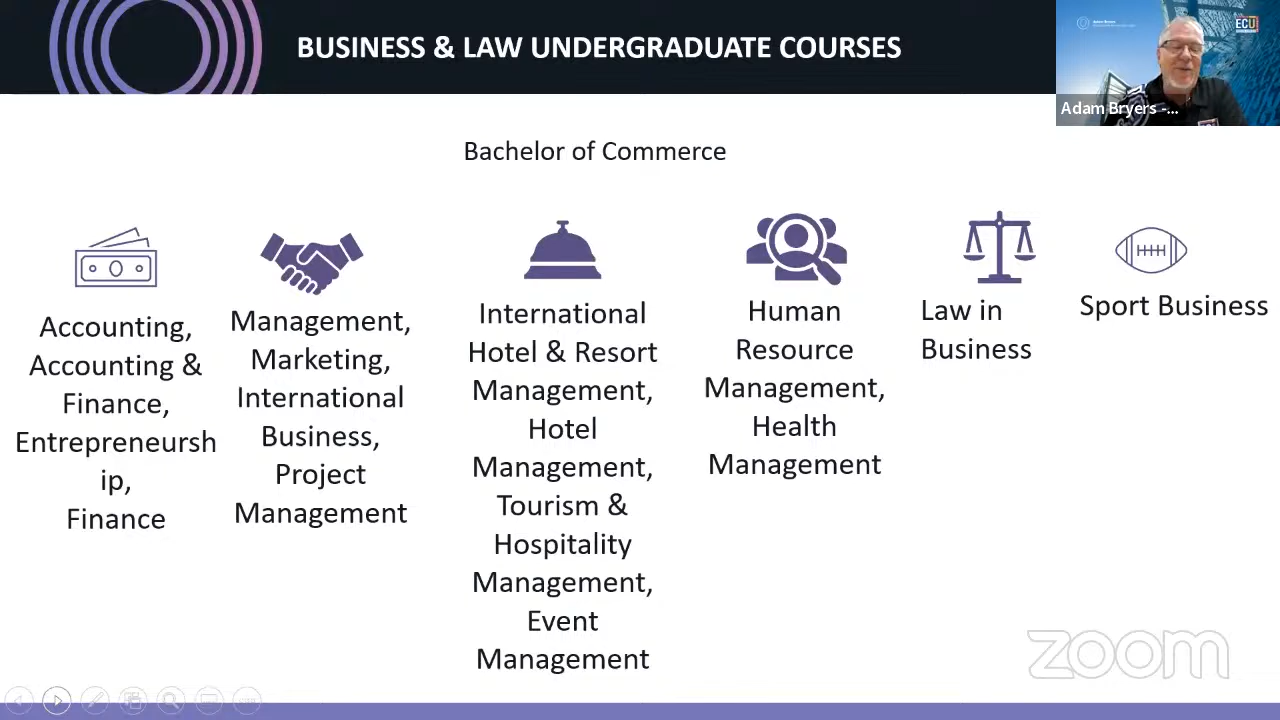 BUSINESS & LAW UNDERGRADUATE COURSES
ECU
Adam Bryers -...
Bachelor of Commerce
Accounting,
Accounting &
Finance,
Entrepreneursh
ip,
Finance
Management,
Marketing,
International
Business,
Project
Management
International
Hotel & Resort
Management,
Hotel
Management,
Tourism &
Hospitality
Management,
Event
Management
Human
Resource
Management,
Health
Management
Law in
Business
Sport Business
zoom